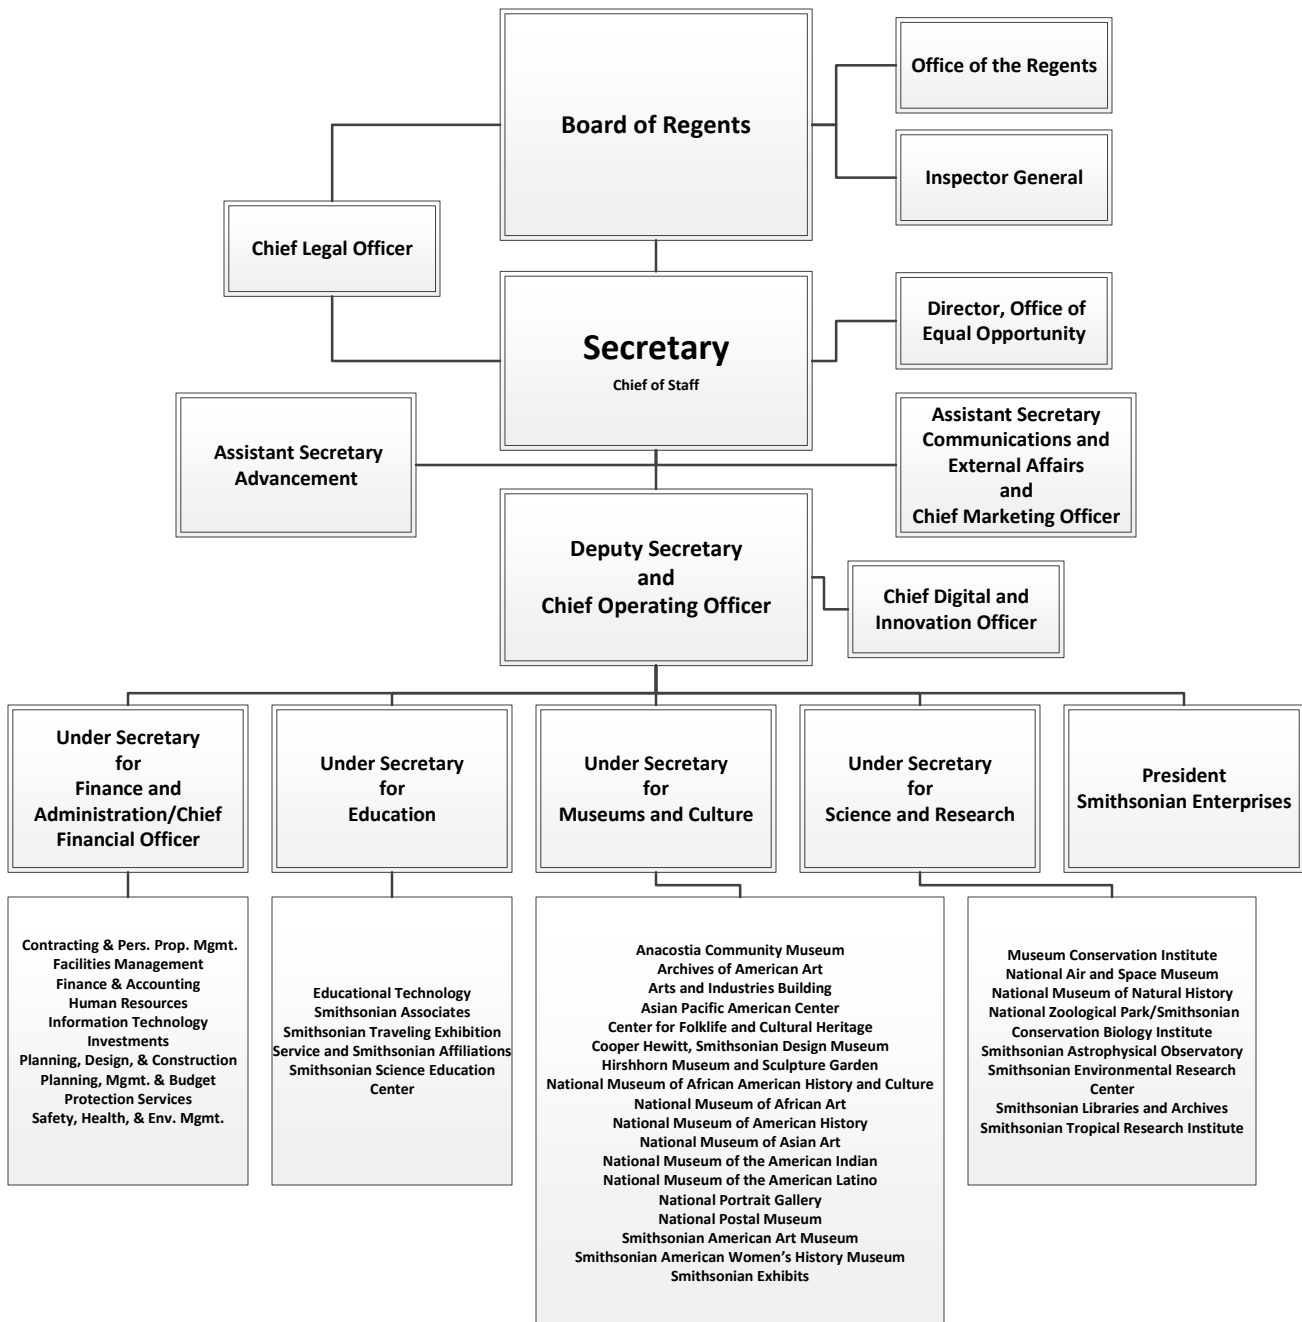 Board of Regents
Office of the Regents
Inspector General
Chief Legal Officer
Secretary
Chief of Staff
Director, Office of
Equal Opportunity
Assistant Secretary
Advancement
Assistant Secretary
Communications and
External Affairs
and
Chief Marketing Officer
Deputy Secretary
and
Chief Operating Officer
Chief Digital and
Innovation Officer
Under Secretary
for
Finance and
Administration/Chief
Financial Officer
Under Secretary
for
Education
Under Secretary
for
Museums and Culture
Under Secretary
for
Science and Research
President
Smithsonian Enterprises
Contracting & Pers. Prop. Mgmt.
Facilities Management
Finance & Accounting
Human Resources
Information Technology
Investments
Planning, Design, & Construction
Planning, Mgmt. & Budget
Protection Services
Safety, Health, & Env. Mgmt.
Educational Technology
Smithsonian Associates
Smithsonian Traveling Exhibition
Service and Smithsonian Affiliations
Smithsonian Science Education
Center
Anacostia Community Museum
Archives of American Art
Arts and Industries Building
Asian Pacific American Center
Center for Folklife and Cultural Heritage
Cooper Hewitt, Smithsonian Design Museum
Hirshhorn Museum and Sculpture Garden
National Museum of African American History and Culture
National Museum of African Art
National Museum of American History
National Museum of Asian Art
National Museum of the American Indian
National Museum of the American Latino
National Portrait Gallery
National Postal Museum
Smithsonian American Art Museum
Smithsonian American Women's History Museum
Smithsonian Exhibits
Museum Conservation Institute
National Air and Space Museum
National Museum of Natural History
National Zoological Park/Smithsonian
Conservation Biology Institute
Smithsonian Astrophysical Observatory
Smithsonian Environmental Research
Center
Smithsonian Libraries and Archives
Smithsonian Tropical Research Institute